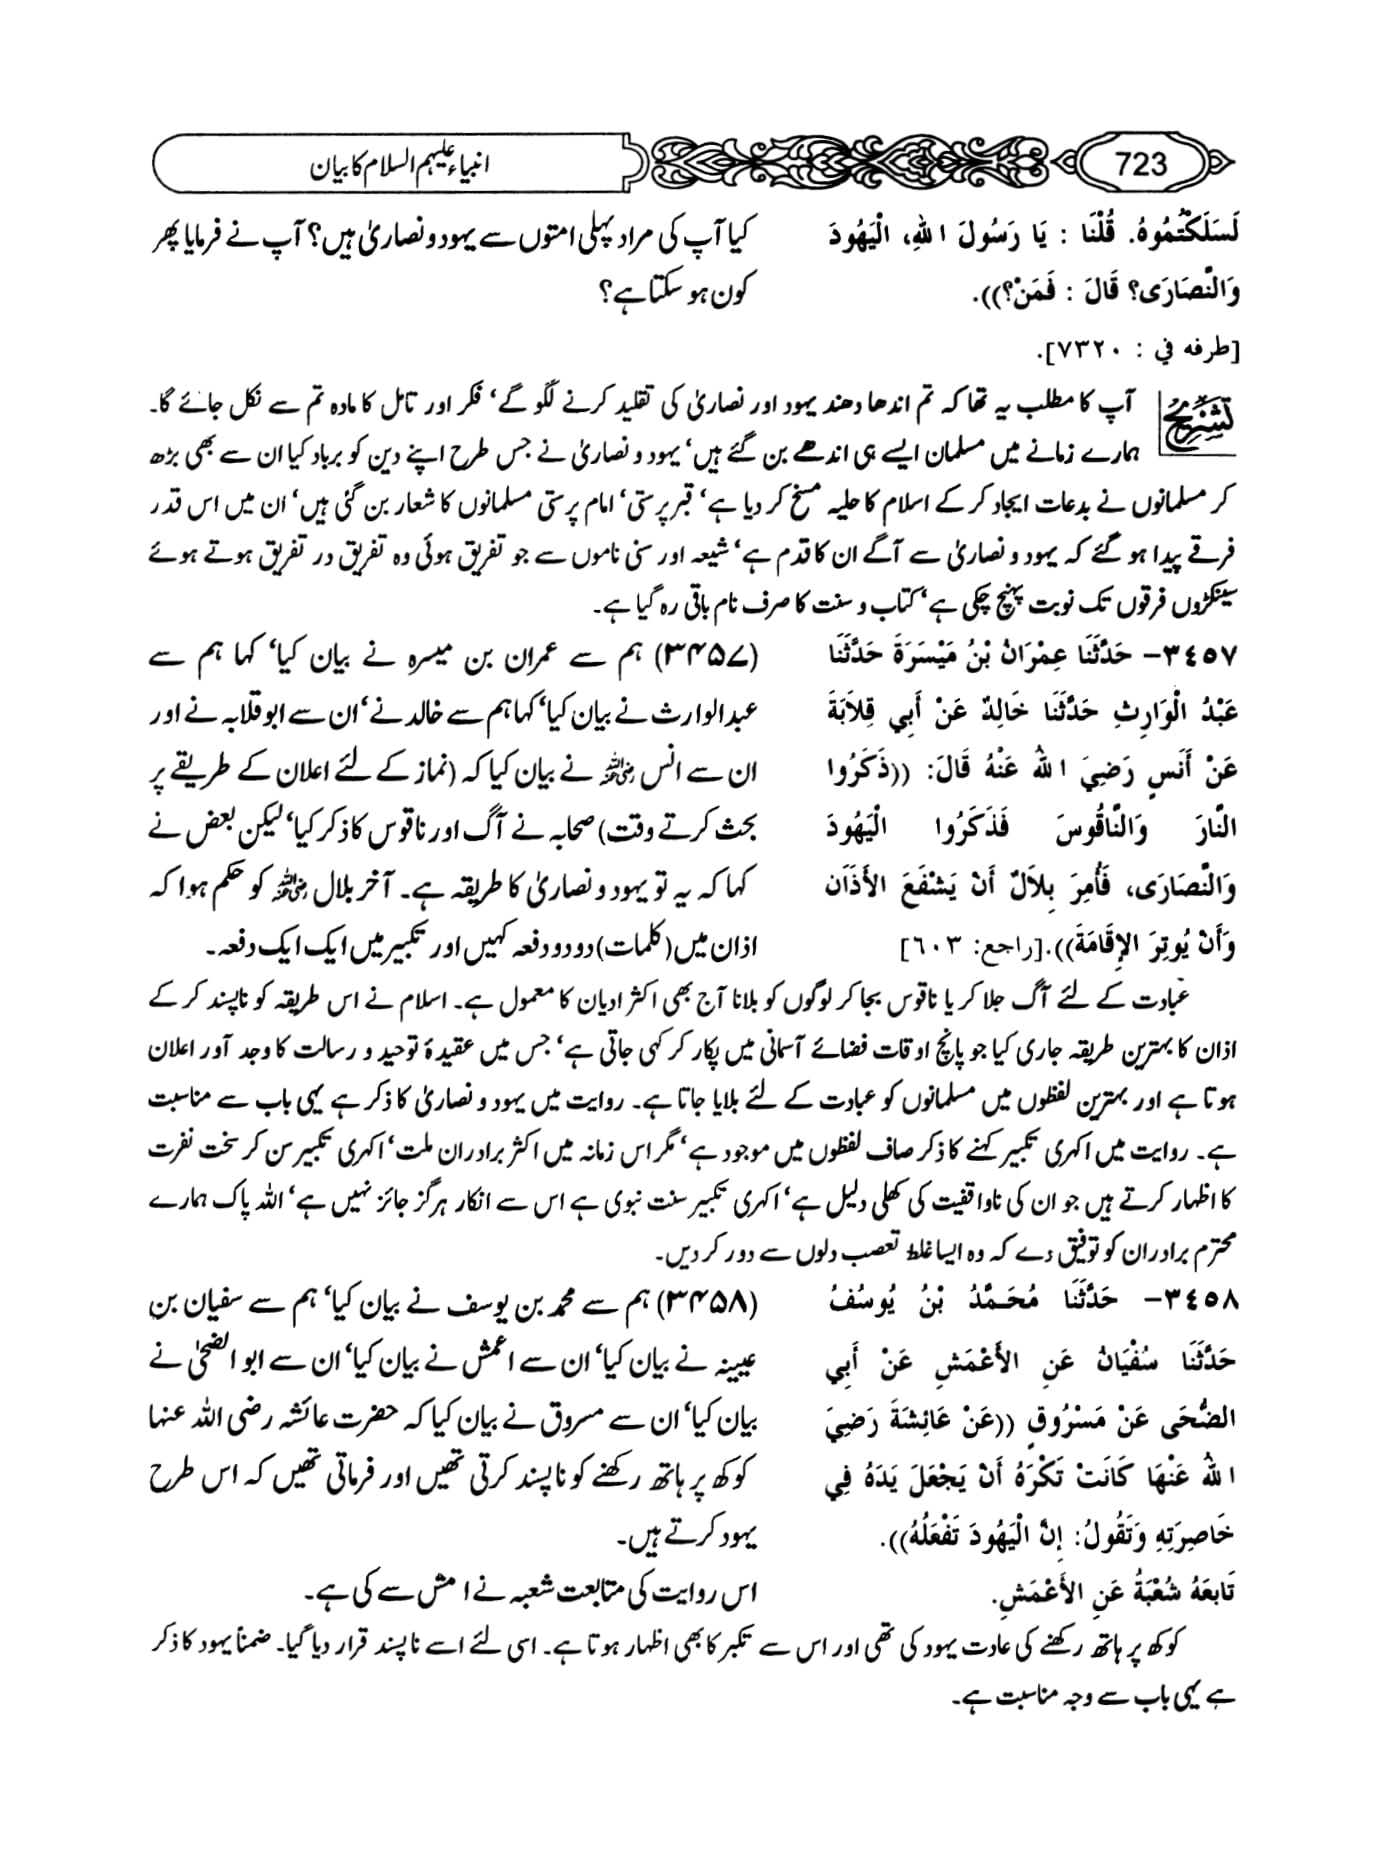 723
انبیاء علیہم السلام کا بیان
لَسَلَكْتُمُوهُ. قُلْنَا : يَا رَسُولَ اللهِ، الْيَهُودَ
وَالنَّصَارَى؟ قَالَ : فَمَنْ؟)).
[طرفه في : ٧٣٢٠].
کیا آپ کی مراد پہلی امتوں سے یہود و نصاریٰ ہیں؟ آپ نے فرمایا پھر
کون ہو سکتا ہے؟
تشریح
آپ کا مطلب یہ تھا کہ تم اندھا دھند یہود اور نصاریٰ کی تقلید کرنے لگو گے‘ فکر اور تامل کا مادہ تم سے نکل جائے گا۔
ہمارے زمانے میں مسلمان ایسے ہی اندھے بن گئے ہیں‘ یہود و نصاریٰ نے جس طرح اپنے دین کو برباد کیا ان سے بھی بڑھ
کر مسلمانوں نے بدعات ایجاد کر کے اسلام کا حلیہ مسخ کر دیا ہے‘ قبر پرستی‘ امام پرستی مسلمانوں کا شعار بن گئی ہیں‘ ان میں اس قدر
فرقے پیدا ہو گئے کہ یہود و نصاریٰ سے آگے ان کا قدم ہے‘ شیعہ اور سنی ناموں سے جو تفریق ہوئی وہ تفریق در تفریق ہوتے ہوئے
سینکڑوں فرقوں تک نوبت پہنچ چکی ہے‘ کتاب و سنت کا صرف نام باقی رہ گیا ہے۔
٣٤٥٧– حَدَّثَنَا عِمْرَانُ بْنُ مَيْسَرَةَ حَدَّثَنَا
عَبْدُ الْوَارِثِ حَدَّثَنَا خَالِدٌ عَنْ أَبِي قِلَابَةَ
عَنْ أَنَسٍ رَضِيَ اللهُ عَنْهُ قَالَ: ((ذَكَرُوا
النَّارَ وَالنَّاقُوسَ فَذَكَرُوا الْيَهُودَ
وَالنَّصَارَى، فَأُمِرَ بِلاَلٌ أَنْ يَشْفَعَ الأَذَان
وَأَنْ يُوتِرَ الإِقَامَةَ)).[راجع: ٦٠٣]
(۳۴۵۷) ہم سے عمران بن میسرہ نے بیان کیا‘ کہا ہم سے
عبدالوارث نے بیان کیا‘ کہا ہم سے خالد نے‘ ان سے ابو قلابہ نے اور
ان سے انس رضی اللہ عنہ نے بیان کیا کہ (نماز کے لئے اعلان کے طریقے پر
بحث کرتے وقت) صحابہ نے آگ اور ناقوس کا ذکر کیا‘ لیکن بعض نے
کہا کہ یہ تو یہود و نصاریٰ کا طریقہ ہے۔ آخر بلال رضی اللہ عنہ کو حکم ہوا کہ
اذان میں (کلمات) دو دو دفعہ کہیں اور تکبیر میں ایک ایک دفعہ۔
عبادت کے لئے آگ جلا کر یا ناقوس بجا کر لوگوں کو بلانا آج بھی اکثر ادیان کا معمول ہے۔ اسلام نے اس طریقہ کو ناپسند کر کے
اذان کا بہترین طریقہ جاری کیا جو پانچ اوقات فضائے آسمانی میں پکار کر کہی جاتی ہے‘ جس میں عقیدۂ توحید و رسالت کا وجد آور اعلان
ہوتا ہے اور بہترین لفظوں میں مسلمانوں کو عبادت کے لئے بلایا جاتا ہے۔ روایت میں یہود و نصاریٰ کا ذکر ہے یہی باب سے مناسبت
ہے۔ روایت میں اکہری تکبیر کہنے کا ذکر صاف لفظوں میں موجود ہے‘ مگر اس زمانہ میں اکثر برادران ملت‘ اکہری تکبیر سن کر سخت نفرت
کا اظہار کرتے ہیں جو ان کی ناواقفیت کی کھلی دلیل ہے‘ اکہری تکبیر سنت نبوی ہے اس سے انکار ہرگز جائز نہیں ہے‘ اللہ پاک ہمارے
محترم برادران کو توفیق دے کہ وہ ایسا غلط تعصب دلوں سے دور کر دیں۔
٣٤٥٨– حَدَّثَنَا مُحَمَّدُ بْنُ يُوسُفُ
حَدَّثَنَا سُفْيَانُ عَنِ الأَعْمَشِ عَنْ أَبِي
الضُّحَى عَنْ مَسْرُوقٍ ((عَنْ عَائِشَةَ رَضِيَ
اللهُ عَنْهَا كَانَتْ تَكْرَهُ أَنْ يَجْعَلَ يَدَهُ فِي
خَاصِرَتِهِ وَتَقُولُ: إِنَّ الْيَهُودَ تَفْعَلُهُ)).
تَابَعَهُ شُعْبَةُ عَنِ الأَعْمَشِ.
(۳۴۵۸) ہم سے محمد بن یوسف نے بیان کیا‘ ہم سے سفیان بن
عیینہ نے بیان کیا‘ ان سے اعمش نے بیان کیا‘ ان سے ابو الضحیٰ نے
بیان کیا‘ ان سے مسروق نے بیان کیا کہ حضرت عائشہ رضی اللہ عنہا
کوکھ پر ہاتھ رکھنے کو ناپسند کرتی تھیں اور فرماتی تھیں کہ اس طرح
یہود کرتے ہیں۔
اس روایت کی متابعت شعبہ نے امش سے کی ہے۔
کوکھ پر ہاتھ رکھنے کی عادت یہود کی تھی اور اس سے تکبر کا بھی اظہار ہوتا ہے۔ اسی لئے اسے ناپسند قرار دیا گیا۔ ضمناً یہود کا ذکر
ہے یہی باب سے وجہ مناسبت ہے۔